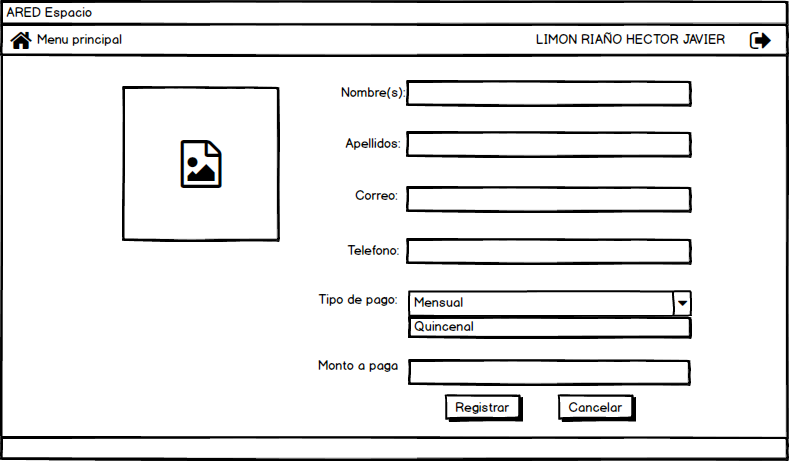 ARED Espacio
Menu principal LIMON RIAÑO HECTOR JAVIER
Nombre(s):
Apellidos:
Correo:
Telefono:
Tipo de pago: Mensual
Quincenal
Monto a paga
Registrar Cancelar